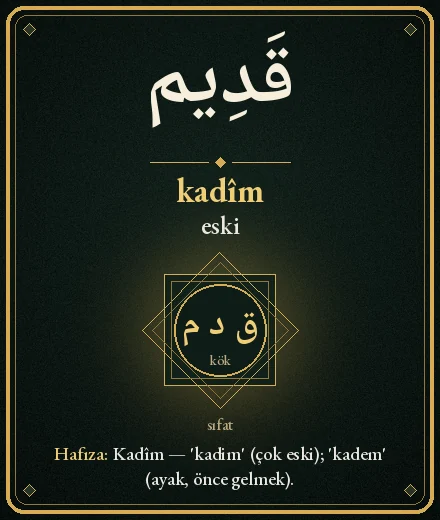 قَدِيم
kadîm
eski
ق د م
kök
sıfat
Hafıza: Kadîm — 'kadim' (çok eski); 'kadem'
(ayak, önce gelmek).